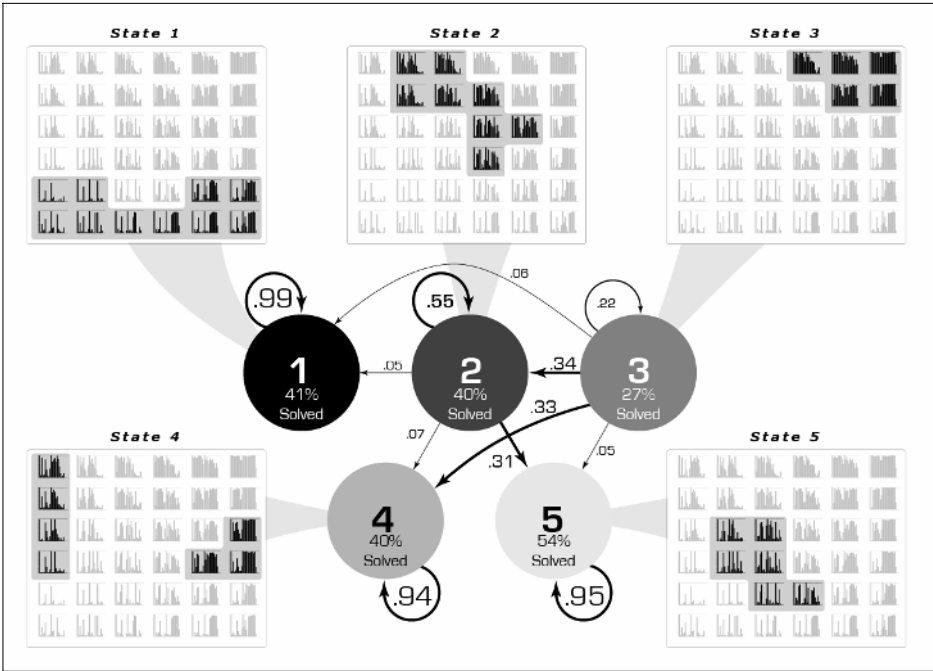 State 1
State 2
State 3
.06
.99
.55
.22
1
41%
Solved
.05
2
40%
Solved
.34
3
27%
Solved
.33
State 4
.07
.31
.05
State 5
4
40%
Solved
5
54%
Solved
.94
.95